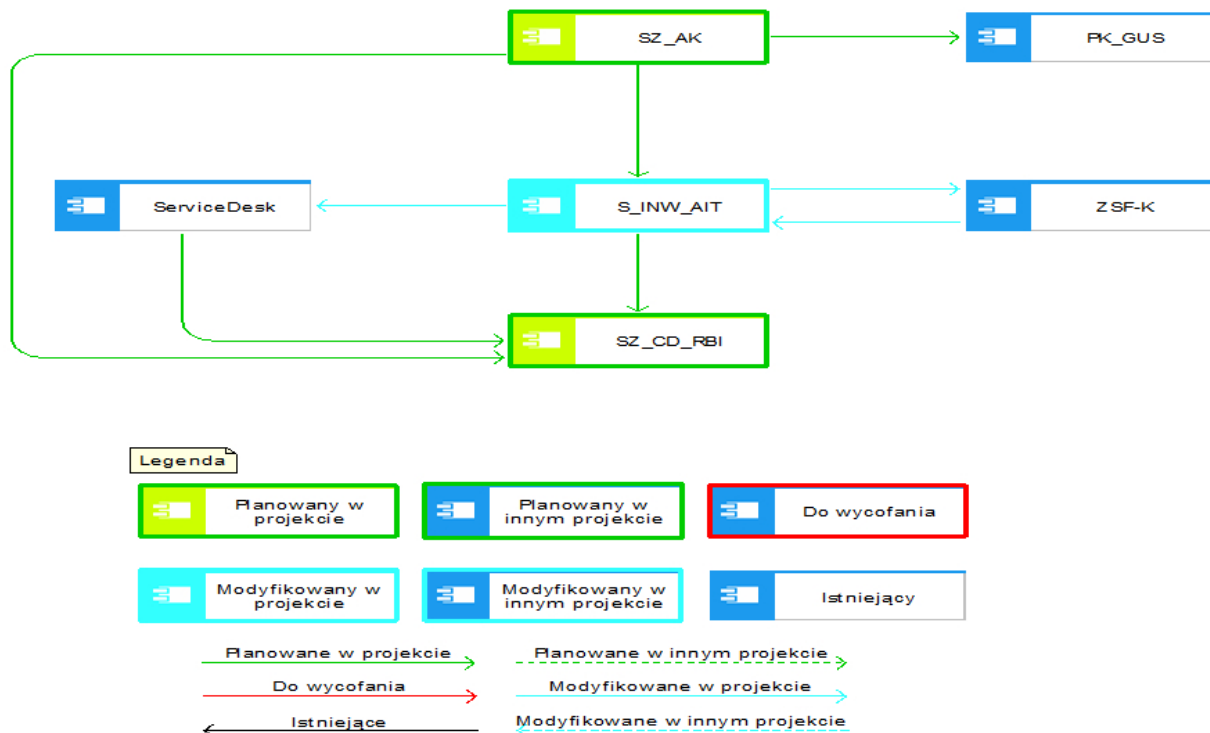 SZ_AK
PK_GUS
ServiceDesk
S_INW_AIT
ZSF-K
SZ_CD_RBI
Legenda
Planowany w
projekcie
Planowany w
innym projekcie
Do wycofania
Modyfikowany w
projekcie
Modyfikowany w
innym projekcie
Istniejący
Planowane w projekcie
Planowane w innym projekcie
Do wycofania
Modyfikowane w projekcie
Istniejące
Modyfikowane w innym projekcie